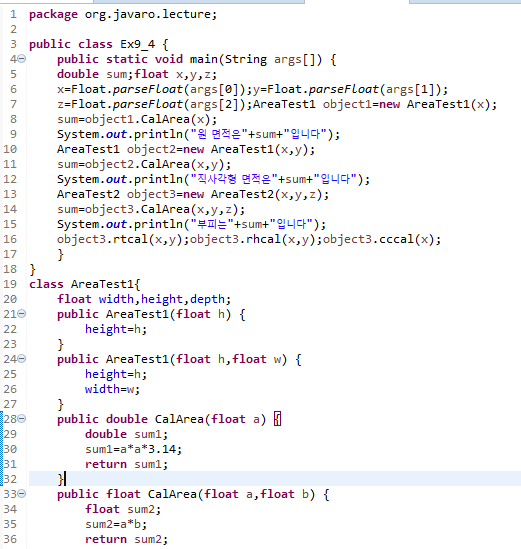 1 package org.javaro.lecture;
2
3 public class Ex9_4 {
4 public static void main(String args[]) {
5 double sum;float x,y,z;
6 x=Float.parseFloat(args[0]);y=Float.parseFloat(args[1]);
7 z=Float.parseFloat(args[2]);AreaTest1 object1=new AreaTest1(x);
8 sum=object1.CalArea(x);
9 System.out.println("원 면적은"+sum+"입니다");
10 AreaTest1 object2=new AreaTest1(x,y);
11 sum=object2.CalArea(x,y);
12 System.out.println("직사각형 면적은"+sum+"입니다");
13 AreaTest2 object3=new AreaTest2(x,y,z);
14 sum=object3.CalArea(x,y,z);
15 System.out.println("부피는"+sum+"입니다");
16 object3.rtcal(x,y);object3.rhcal(x,y);object3.cccal(x);
17 }
18 }
19 class AreaTest1{
20 float width,height,depth;
21 public AreaTest1(float h) {
22 height=h;
23 }
24 public AreaTest1(float h,float w) {
25 height=h;
26 width=w;
27 }
28 public double CalArea(float a) {
29 double sum1;
30 sum1=a*a*3.14;
31 return sum1;
32 }
33 public float CalArea(float a,float b) {
34 float sum2;
35 sum2=a*b;
36 return sum2;